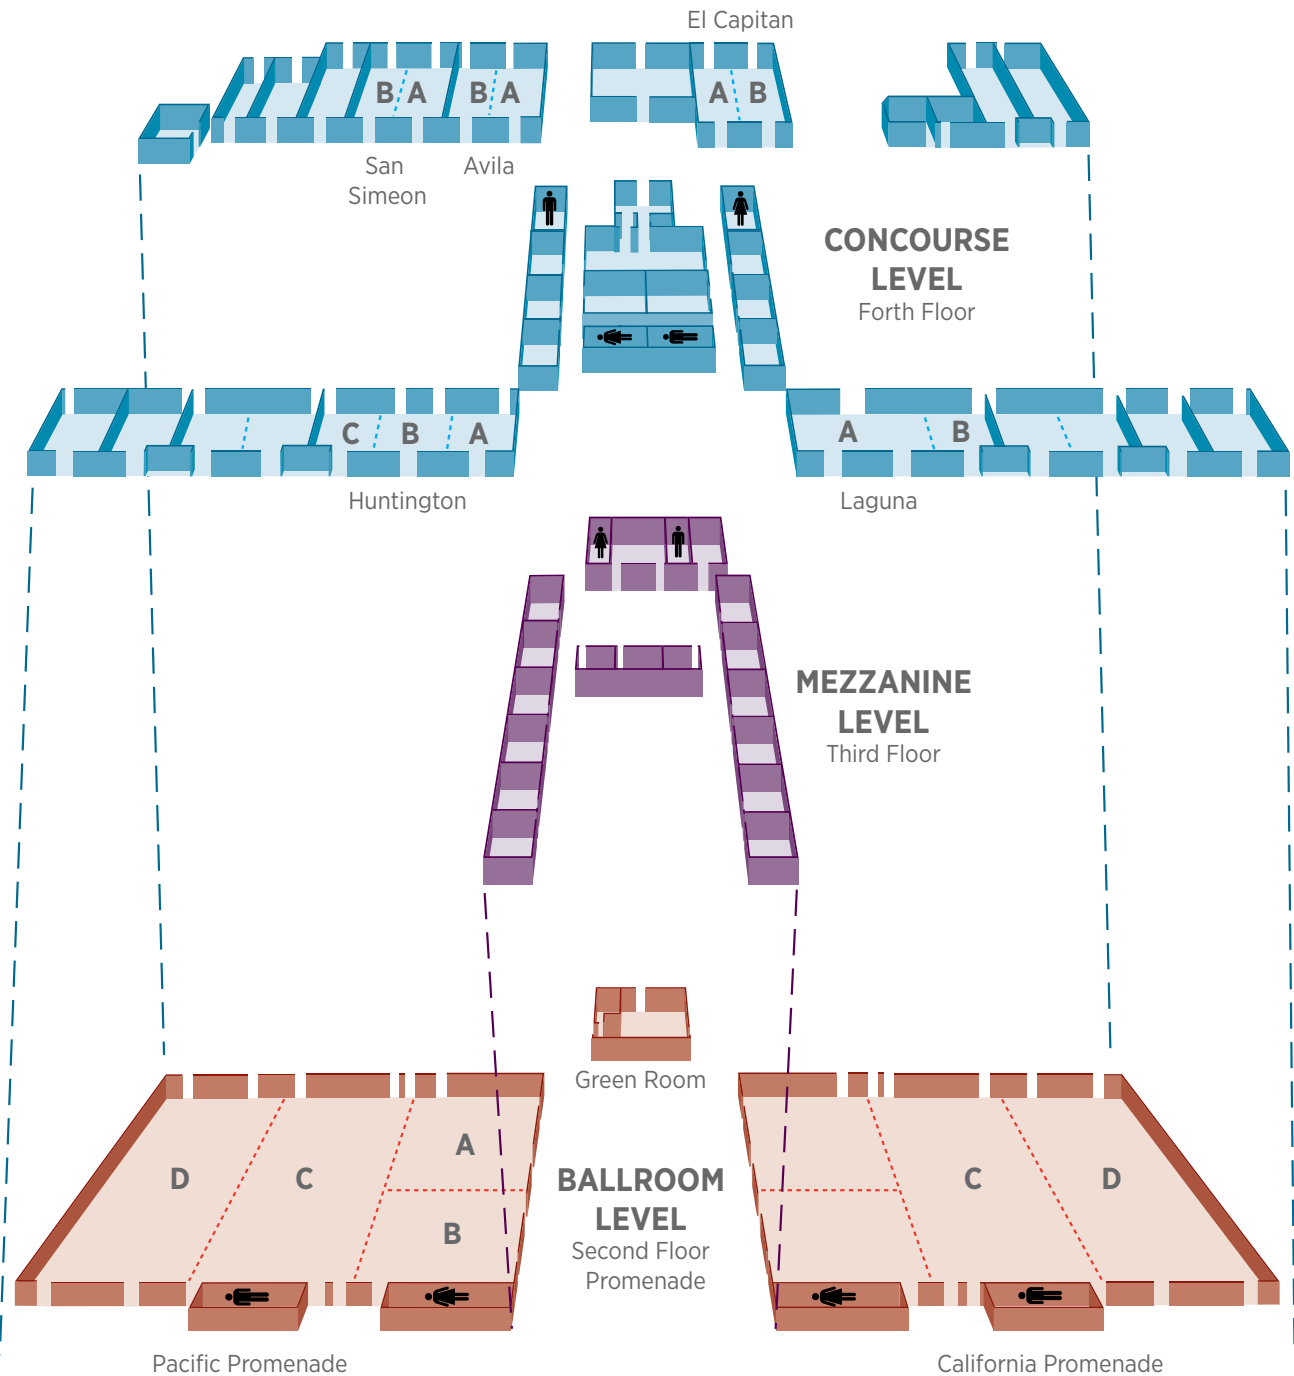 El Capitan
B A
B A
A B
San
Simeon
Avila
CONCOURSE
LEVEL
Forth Floor
C B A
A B
Huntington
Laguna
MEZZANINE
LEVEL
Third Floor
Green Room
A
D C
B
BALLROOM
LEVEL
Second Floor
Promenade
C D
Pacific Promenade
California Promenade